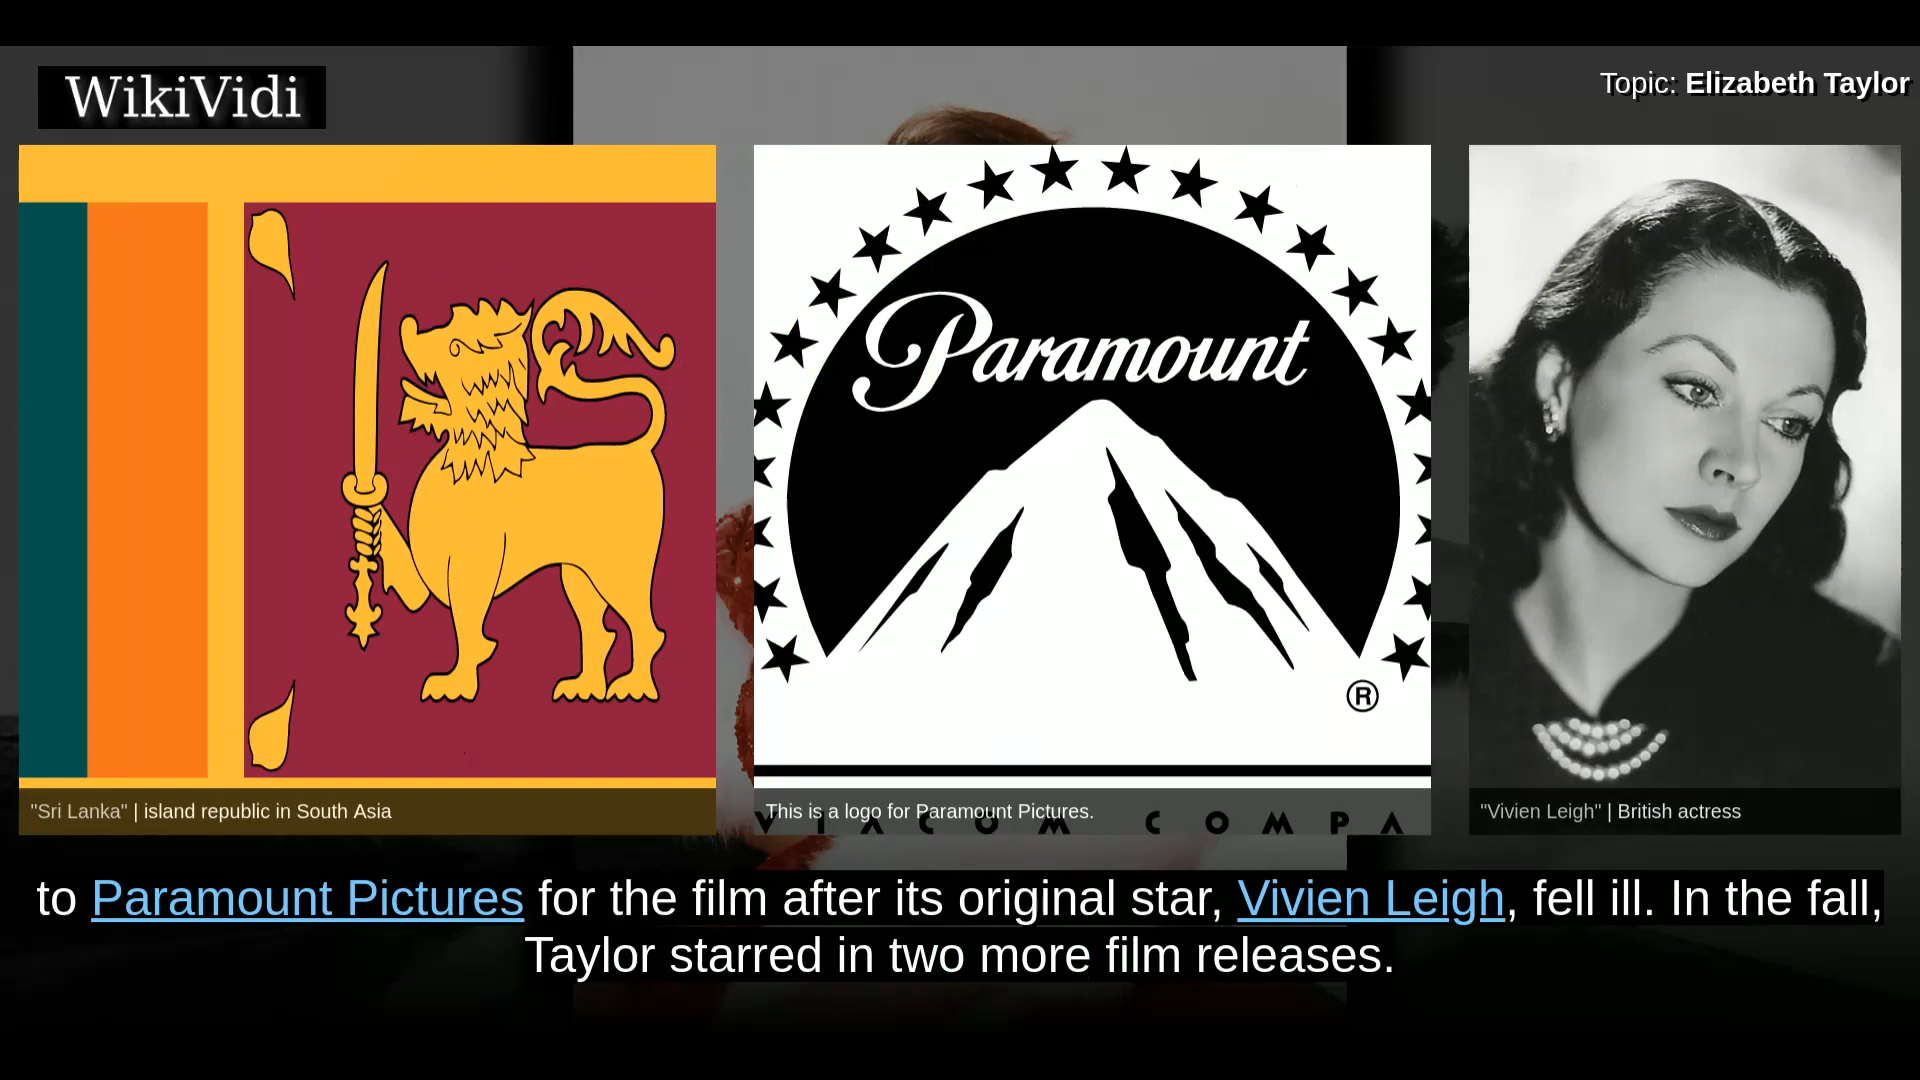 WikiVidi
Topic: Elizabeth Taylor
Paramount
®
"Sri Lanka" | island republic in South Asia
This is a logo for Paramount Pictures.
VIACOM COMPA
"Vivien Leigh" | British actress
to Paramount Pictures for the film after its original star, Vivien Leigh, fell ill. In the fall,
Taylor starred in two more film releases.